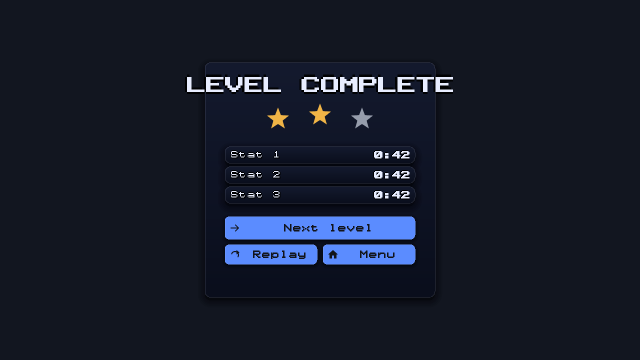 LEVEL COMPLETE
Stat 1 0:42
Stat 2 0:42
Stat 3 0:42
Next level
Replay Menu